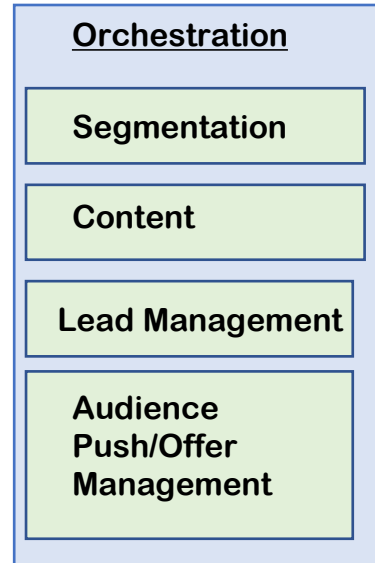 Orchestration
Segmentation
Content
Lead Management
Audience
Push/Offer
Management